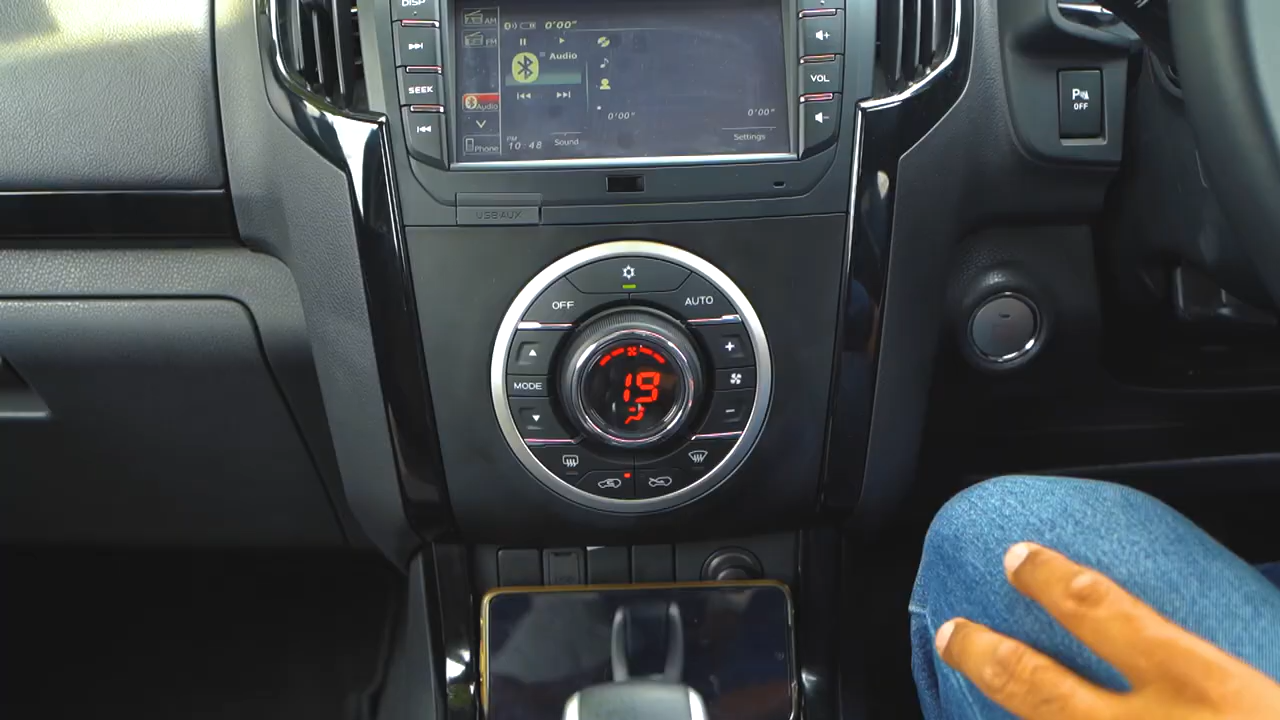 DISP
AM
FM
0'00"
Audio
SEEK
VOL
Audio
Phone
PM
10:48
Sound
0'00"
0'00"
Settings
P
OFF
USB AUX
OFF
AUTO
MODE
19